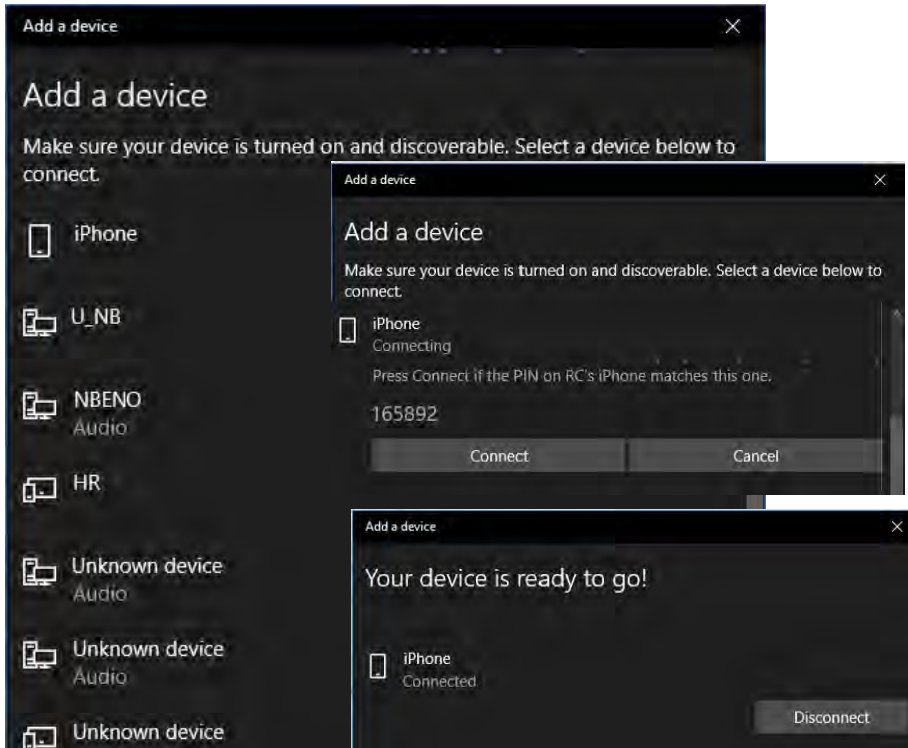 Add a device
Add a device
Make sure your device is turned on and discoverable. Select a device below to
connect.
iPhone
U_NB
NBENO
Audio
HR
Unknown device
Audio
Unknown device
Audio
Unknown device
Add a device
Add a device
Make sure your device is turned on and discoverable. Select a device below to
connect.
iPhone
Connecting
Press Connect if the PIN on RC's iPhone matches this one.
165892
Connect
Cancel
Add a device
Your device is ready to go!
iPhone
Connected
Disconnect